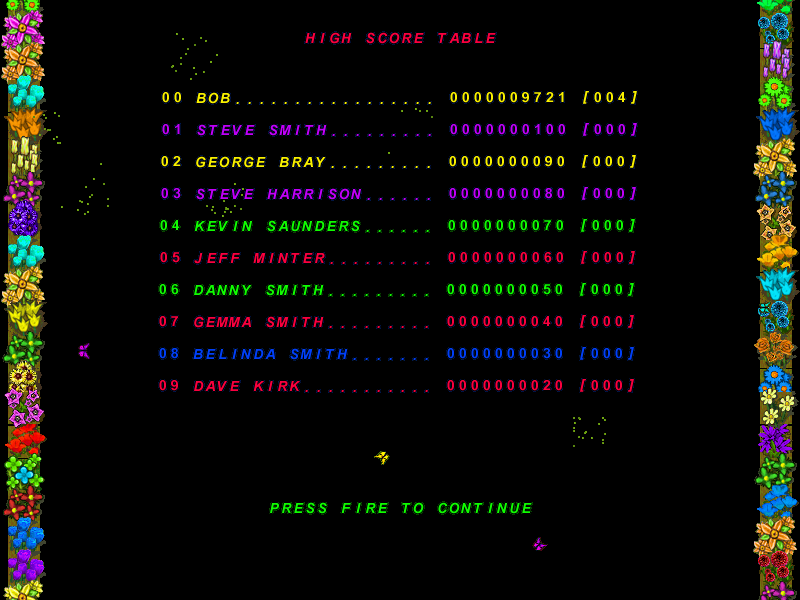 HIGH SCORE TABLE
00 BOB................. 0000009721 [004]
01 STEVE SMITH......... 0000000100 [000]
02 GEORGE BRAY......... 0000000090 [000]
03 STEVE HARRISON...... 0000000080 [000]
04 KEVIN SAUNDERS...... 0000000070 [000]
05 JEFF MINTER......... 0000000060 [000]
06 DANNY SMITH......... 0000000050 [000]
07 GEMMA SMITH......... 0000000040 [000]
08 BELINDA SMITH....... 0000000030 [000]
09 DAVE KIRK........... 0000000020 [000]
PRESS FIRE TO CONTINUE